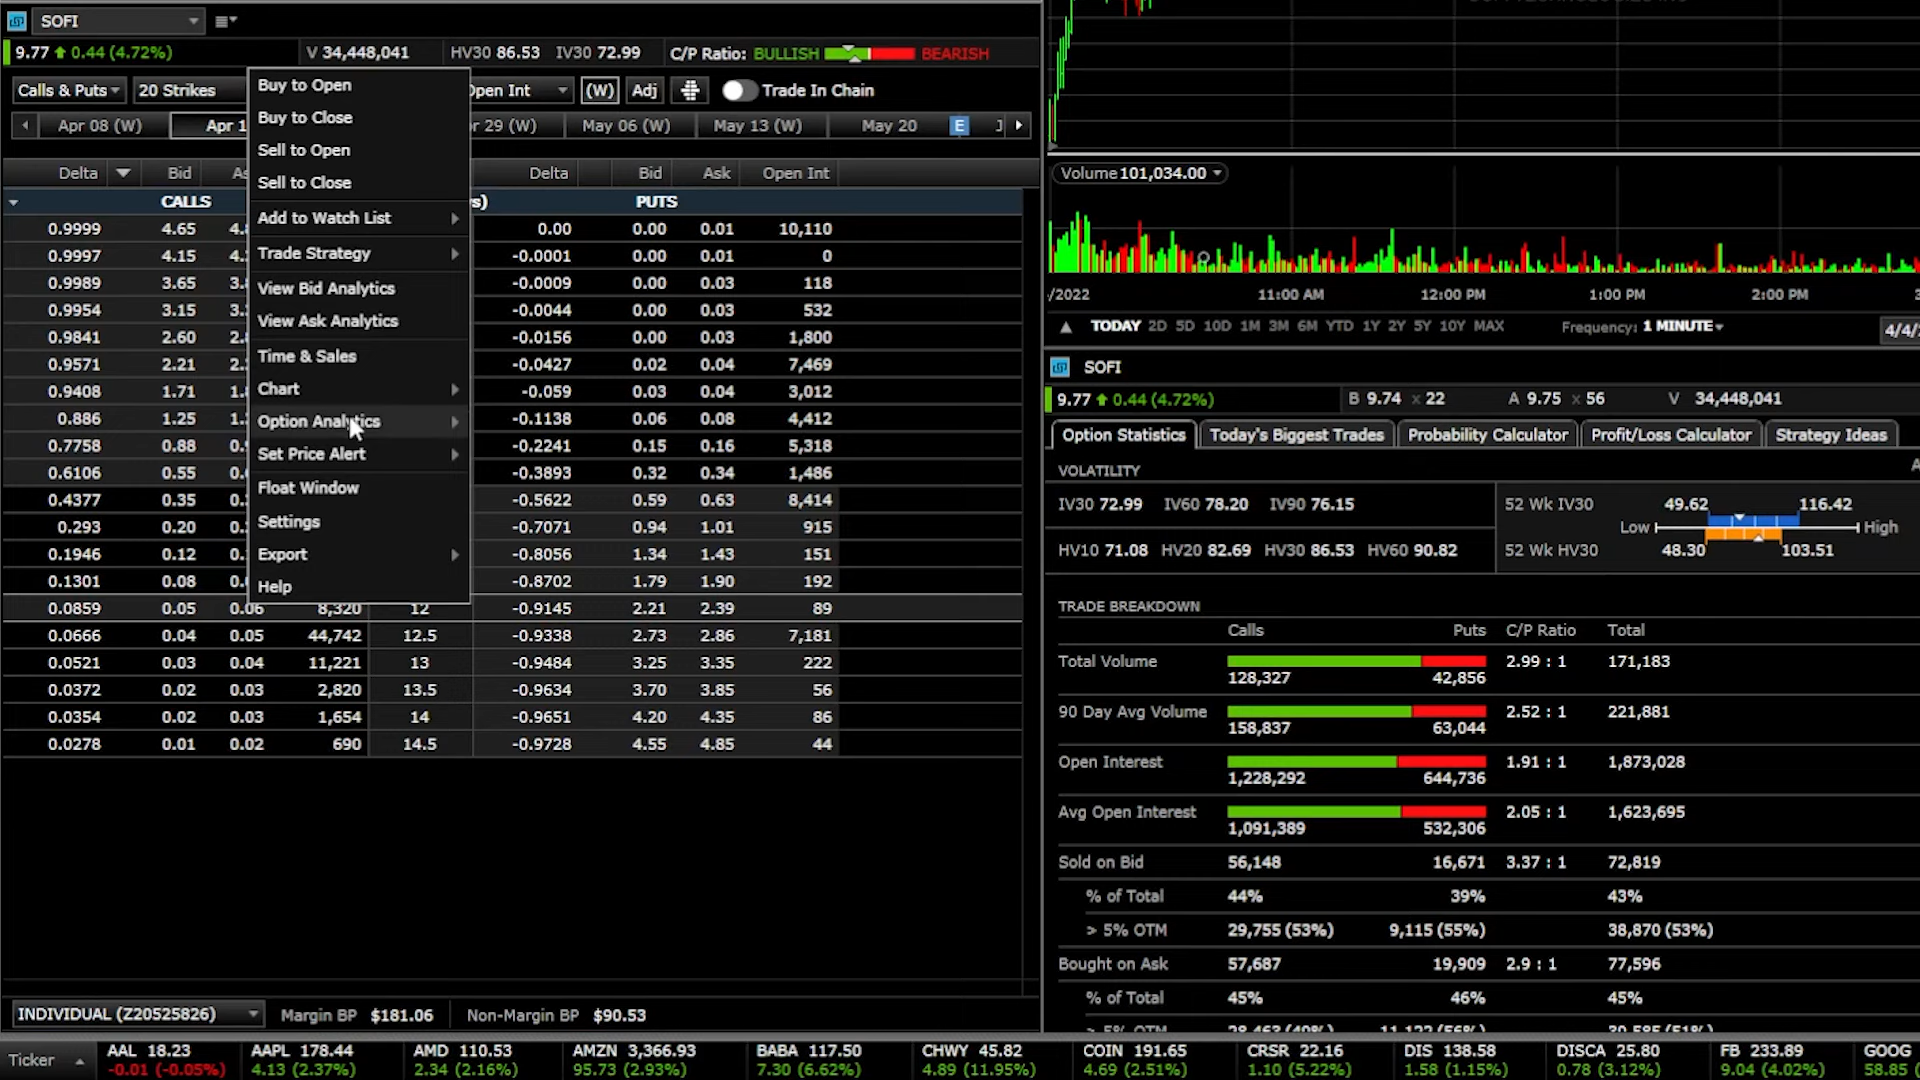 SOFI
9.77 0.44 (4.72%) V 34,448,041 HV30 86.53 IV30 72.99 C/P Ratio: BULLISH BEARISH
Calls & Puts 20 Strikes Open Int (W) Adj Trade In Chain
Apr 08 (W) Apr 1 r 29 (W) May 06 (W) May 13 (W) May 20 E J
Delta Bid As Delta Bid Ask Open Int
CALLS s) PUTS
0.9999 4.65 4. 0.00 0.00 0.01 10,110
0.9997 4.15 4. -0.0001 0.00 0.01 0
0.9989 3.65 3. -0.0009 0.00 0.03 118
0.9954 3.15 3. -0.0044 0.00 0.03 532
0.9841 2.60 2. -0.0156 0.00 0.03 1,800
0.9571 2.21 2. -0.0427 0.02 0.04 7,469
0.9408 1.71 1. -0.059 0.03 0.04 3,012
0.886 1.25 1. -0.1138 0.06 0.08 4,412
0.7758 0.88 0. -0.2241 0.15 0.16 5,318
0.6106 0.55 0. -0.3893 0.32 0.34 1,486
0.4377 0.35 0. -0.5622 0.59 0.63 8,414
0.293 0.20 0. -0.7071 0.94 1.01 915
0.1946 0.12 0. -0.8056 1.34 1.43 151
0.1301 0.08 0. -0.8702 1.79 1.90 192
0.0859 0.05 0.06 8,320 12 -0.9145 2.21 2.39 89
0.0666 0.04 0.05 44,742 12.5 -0.9338 2.73 2.86 7,181
0.0521 0.03 0.04 11,221 13 -0.9484 3.25 3.35 222
0.0372 0.02 0.03 2,820 13.5 -0.9634 3.70 3.85 56
0.0354 0.02 0.03 1,654 14 -0.9651 4.20 4.35 86
0.0278 0.01 0.02 690 14.5 -0.9728 4.55 4.85 44
Buy to Open
Buy to Close
Sell to Open
Sell to Close
Add to Watch List
Trade Strategy
View Bid Analytics
View Ask Analytics
Time & Sales
Chart
Option Analytics
Set Price Alert
Float Window
Settings
Export
Help
INDIVIDUAL (Z20525826) Margin BP $181.06 Non-Margin BP $90.53
Volume 101,034.00
/2022 11:00 AM 12:00 PM 1:00 PM 2:00 PM 3
TODAY 2D 5D 10D 1M 3M 6M YTD 1Y 2Y 5Y 10Y MAX Frequency: 1 MINUTE 4/4/
SOFI
9.77 0.44 (4.72%) B 9.74 x 22 A 9.75 x 56 V 34,448,041
Option Statistics Today's Biggest Trades Probability Calculator Profit/Loss Calculator Strategy Ideas
VOLATILITY A
IV30 72.99 IV60 78.20 IV90 76.15 52 Wk IV30 49.62 116.42
Low High
HV10 71.08 HV20 82.69 HV30 86.53 HV60 90.82 52 Wk HV30 48.30 103.51
TRADE BREAKDOWN
Calls Puts C/P Ratio Total
Total Volume 128,327 42,856 2.99 : 1 171,183
90 Day Avg Volume 158,837 63,044 2.52 : 1 221,881
Open Interest 1,228,292 644,736 1.91 : 1 1,873,028
Avg Open Interest 1,091,389 532,306 2.05 : 1 1,623,695
Sold on Bid 56,148 16,671 3.37 : 1 72,819
% of Total 44% 39% 43%
> 5% OTM 29,755 (53%) 9,115 (55%) 38,870 (53%)
Bought on Ask 57,687 19,909 2.9 : 1 77,596
% of Total 45% 46% 45%
> 5% OTM
Ticker AAL 18.23 AAPL 178.44 AMD 110.53 AMZN 3,366.93 BABA 117.50 CHWY 45.82 COIN 191.65 CRSR 22.16 DIS 138.58 DISCA 25.80 FB 233.89 GOOG
-0.01 (-0.05%) 4.13 (2.37%) 2.34 (2.16%) 95.73 (2.93%) 7.30 (6.62%) 4.89 (11.95%) 4.69 (2.51%) 1.10 (5.22%) 1.58 (1.15%) 0.78 (3.12%) 9.04 (4.02%) 58.85